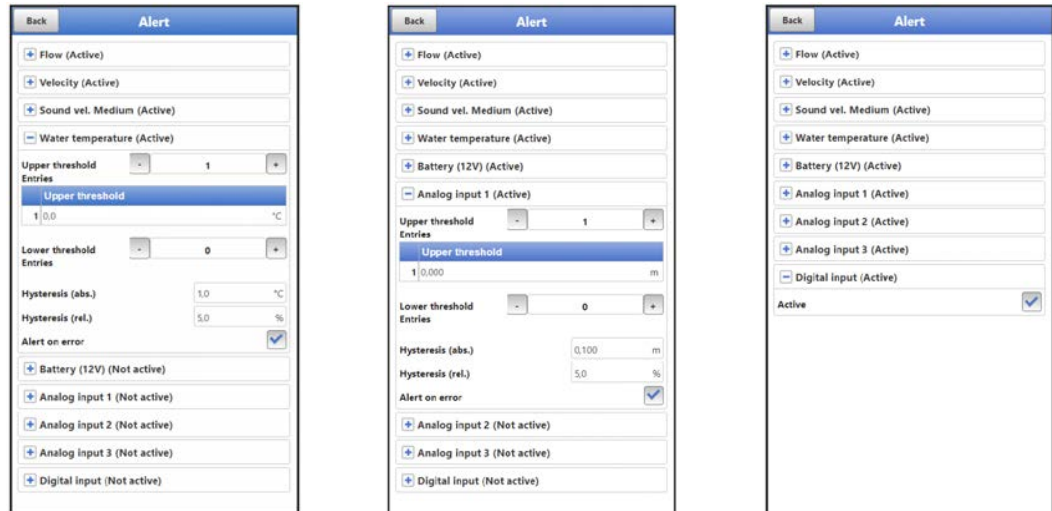 Back
Alert
Flow (Active)
Velocity (Active)
Sound vel. Medium (Active)
Water temperature (Active)
Upper threshold
Entries
-
1
+
Upper threshold
1 0,0 °C
Lower threshold
Entries
-
0
+
Hysteresis (abs.) 1,0 °C
Hysteresis (rel.) 5,0 %
Alert on error
Battery (12V) (Not active)
Analog input 1 (Not active)
Analog input 2 (Not active)
Analog input 3 (Not active)
Digital input (Not active)
Back
Alert
Flow (Active)
Velocity (Active)
Sound vel. Medium (Active)
Water temperature (Active)
Battery (12V) (Active)
Analog input 1 (Active)
Upper threshold
Entries
-
1
+
Upper threshold
1 0,000 m
Lower threshold
Entries
-
0
+
Hysteresis (abs.) 0,100 m
Hysteresis (rel.) 5,0 %
Alert on error
Analog input 2 (Not active)
Analog input 3 (Not active)
Digital input (Not active)
Back
Alert
Flow (Active)
Velocity (Active)
Sound vel. Medium (Active)
Water temperature (Active)
Battery (12V) (Active)
Analog input 1 (Active)
Analog input 2 (Active)
Analog input 3 (Active)
Digital input (Active)
Active